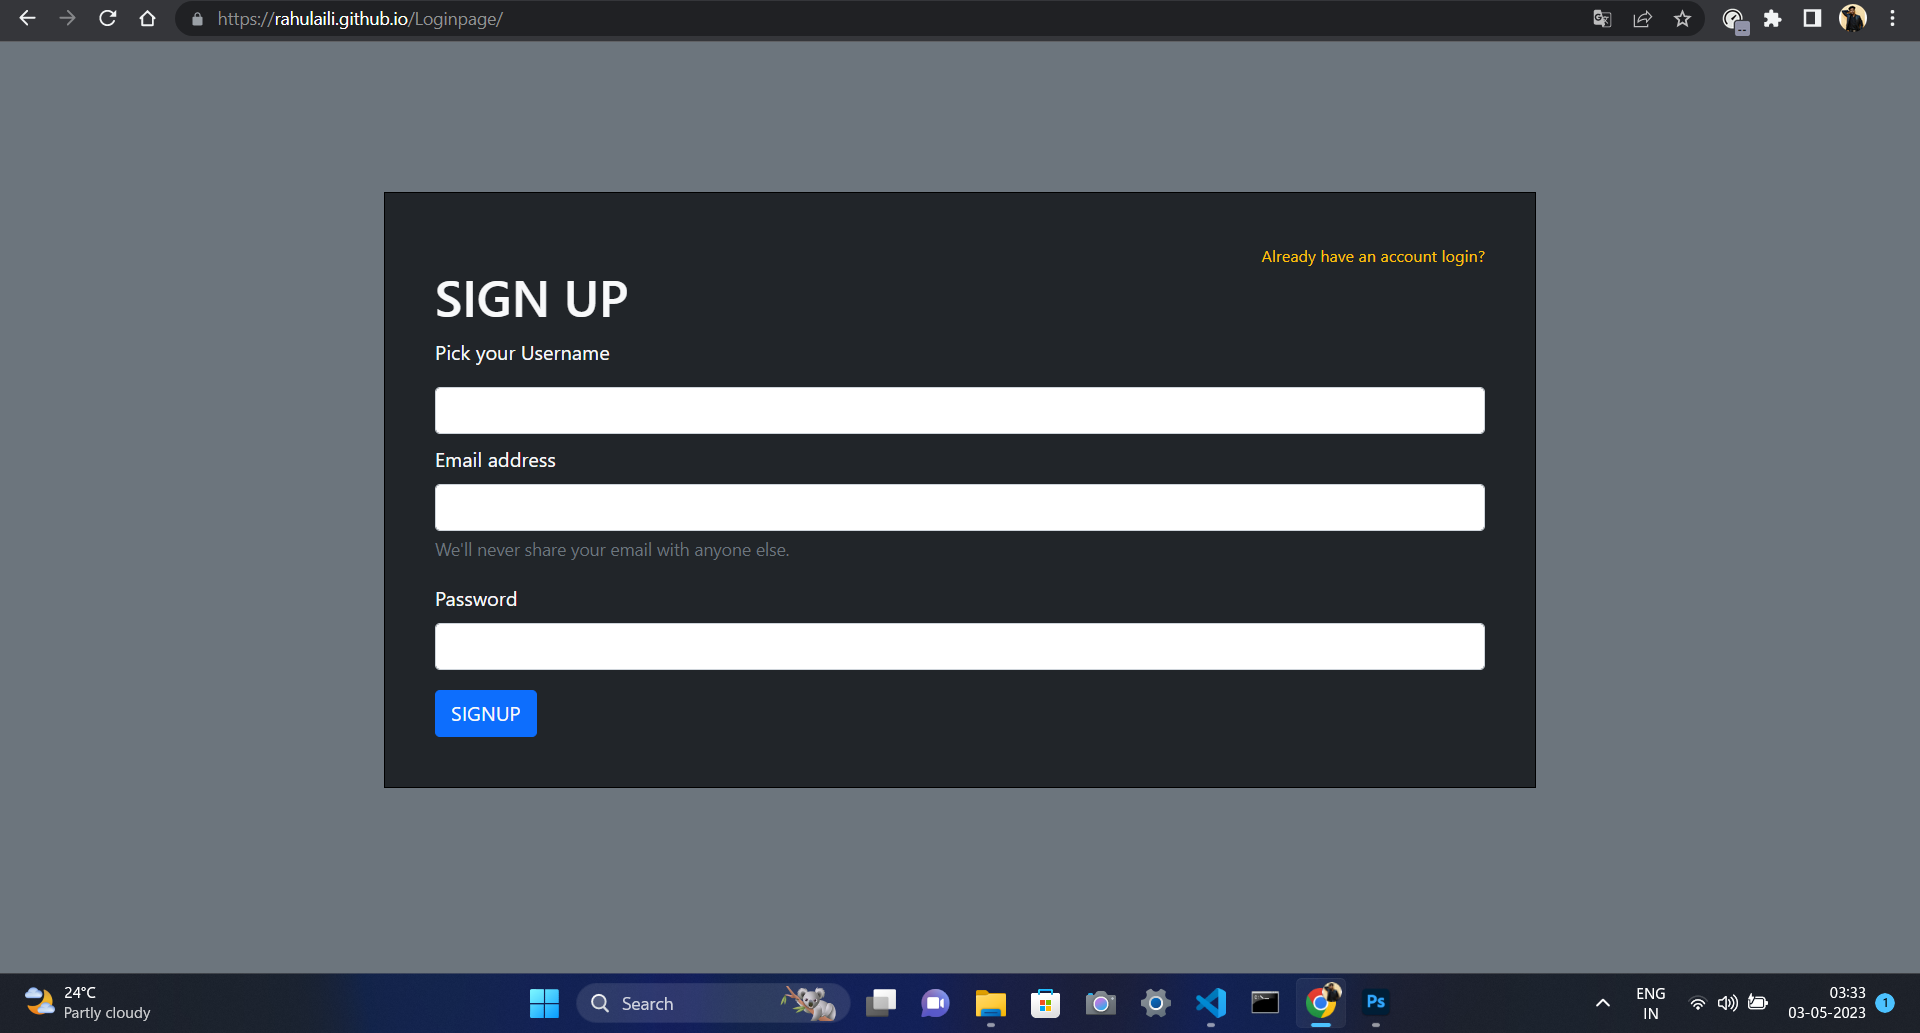 https://rahulaili.github.io/Loginpage/
Already have an account login?
SIGN UP
Pick your Username
Email address
We'll never share your email with anyone else.
Password
SIGNUP
24°C
Partly cloudy
Search
Ps
ENG
IN
03:33
03-05-2023
1